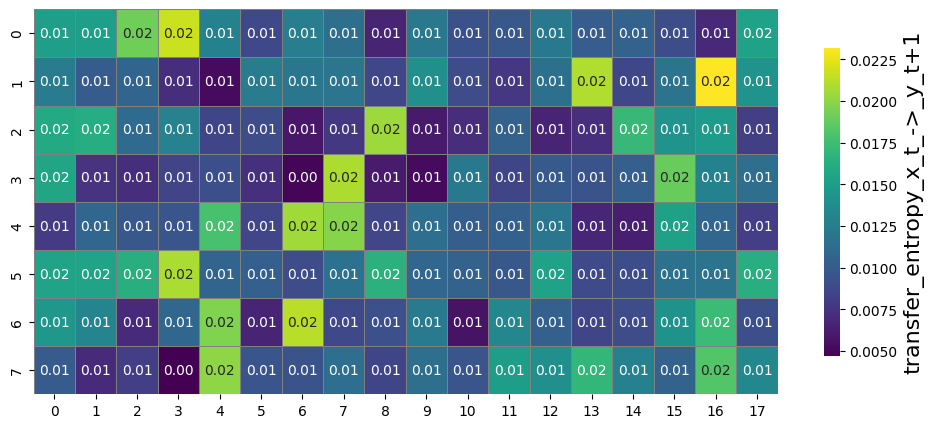 0 0.01 0.01 0.02 0.02 0.01 0.01 0.01 0.01 0.01 0.01 0.01 0.01 0.01 0.01 0.01 0.01 0.01 0.02
1 0.01 0.01 0.01 0.01 0.01 0.01 0.01 0.01 0.01 0.01 0.01 0.01 0.01 0.02 0.01 0.01 0.02 0.01
2 0.02 0.02 0.01 0.01 0.01 0.01 0.01 0.01 0.02 0.01 0.01 0.01 0.01 0.01 0.02 0.01 0.01 0.01
3 0.02 0.01 0.01 0.01 0.01 0.01 0.00 0.02 0.01 0.01 0.01 0.01 0.01 0.01 0.01 0.02 0.01 0.01
4 0.01 0.01 0.01 0.01 0.02 0.01 0.02 0.02 0.01 0.01 0.01 0.01 0.01 0.01 0.01 0.02 0.01 0.01
5 0.02 0.02 0.02 0.02 0.01 0.01 0.01 0.01 0.02 0.01 0.01 0.01 0.02 0.01 0.01 0.01 0.01 0.02
6 0.01 0.01 0.01 0.01 0.02 0.01 0.02 0.01 0.01 0.01 0.01 0.01 0.01 0.01 0.01 0.01 0.02 0.01
7 0.01 0.01 0.01 0.00 0.02 0.01 0.01 0.01 0.01 0.01 0.01 0.01 0.01 0.02 0.01 0.01 0.02 0.01
0 1 2 3 4 5 6 7 8 9 10 11 12 13 14 15 16 17
0.0225
0.0200
0.0175
0.0150
0.0125
0.0100
0.0075
0.0050
transfer_entropy_x_t_->_y_t+1